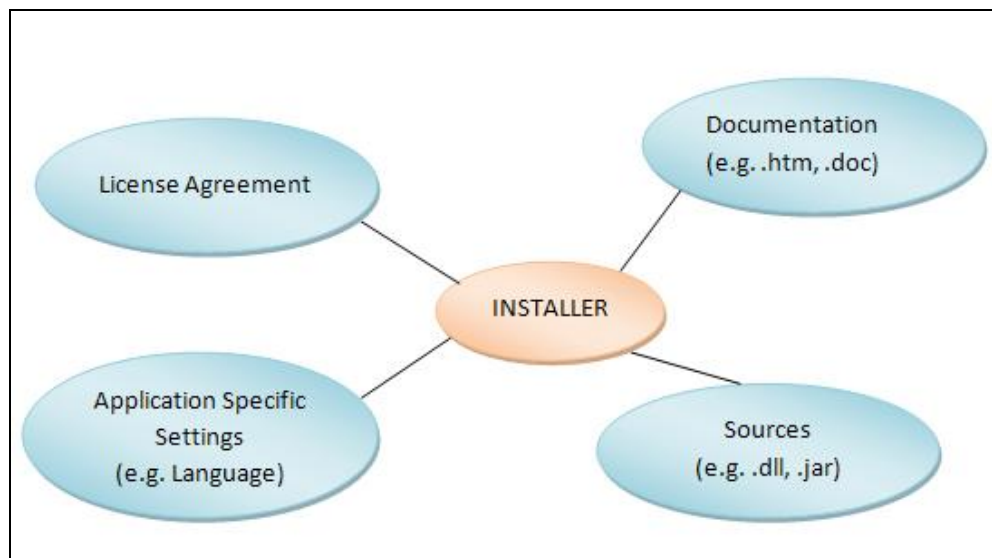 License Agreement
Documentation
(e.g. .htm, .doc)
INSTALLER
Application Specific
Settings
(e.g. Language)
Sources
(e.g. .dll, .jar)